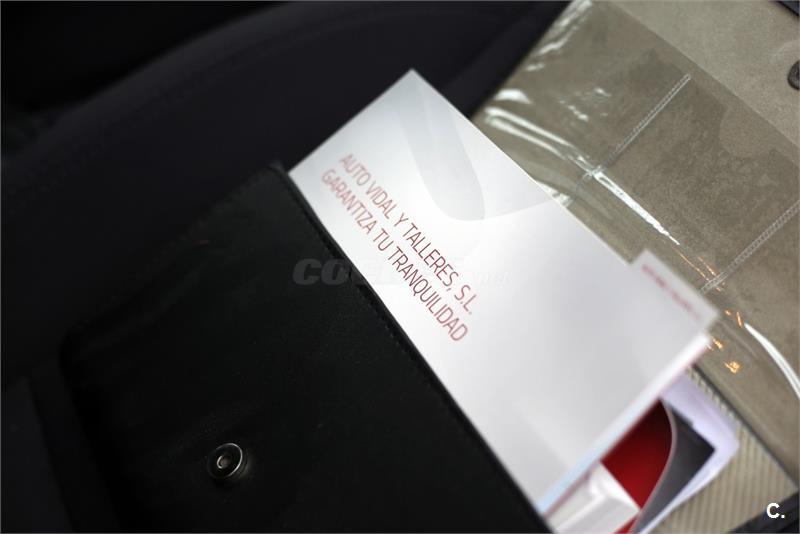 AUTO VIDAL Y TALLERES, S.L.
GARANTIZA TU TRANQUILIDAD
C.